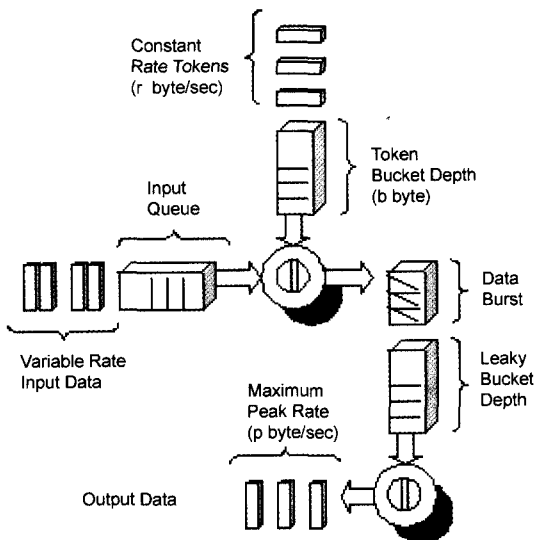 Constant
Rate Tokens
(r byte/sec)
Token
Bucket Depth
(b byte)
Input
Queue
Data
Burst
Variable Rate
Input Data
Leaky
Bucket
Depth
Maximum
Peak Rate
(p byte/sec)
Output Data